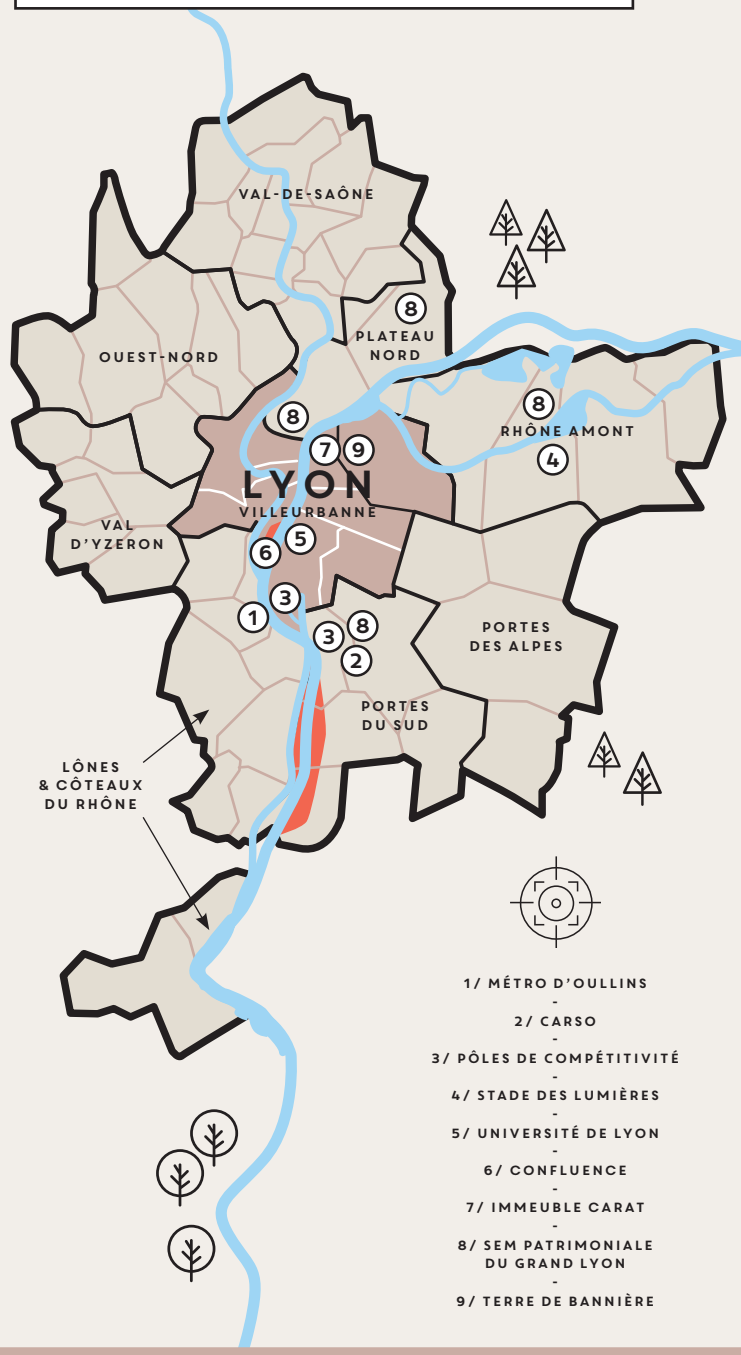 VAL-DE-SAÔNE
8
PLATEAU
NORD
OUEST-NORD
8
8
RHÔNE AMONT
4
7
9
LYON
VILLEURBANNE
VAL
D'YZERON
5
6
3
1
3
8
2
PORTES
DES ALPES
PORTES
DU SUD
LÔNES
& CÔTEAUX
DU RHÔNE
1/ MÉTRO D'OULLINS
-
2/ CARSO
-
3/ PÔLES DE COMPÉTITIVITÉ
-
4/ STADE DES LUMIÈRES
-
5/ UNIVERSITÉ DE LYON
-
6/ CONFLUENCE
-
7/ IMMEUBLE CARAT
-
8/ SEM PATRIMONIALE
DU GRAND LYON
-
9/ TERRE DE BANNIÈRE